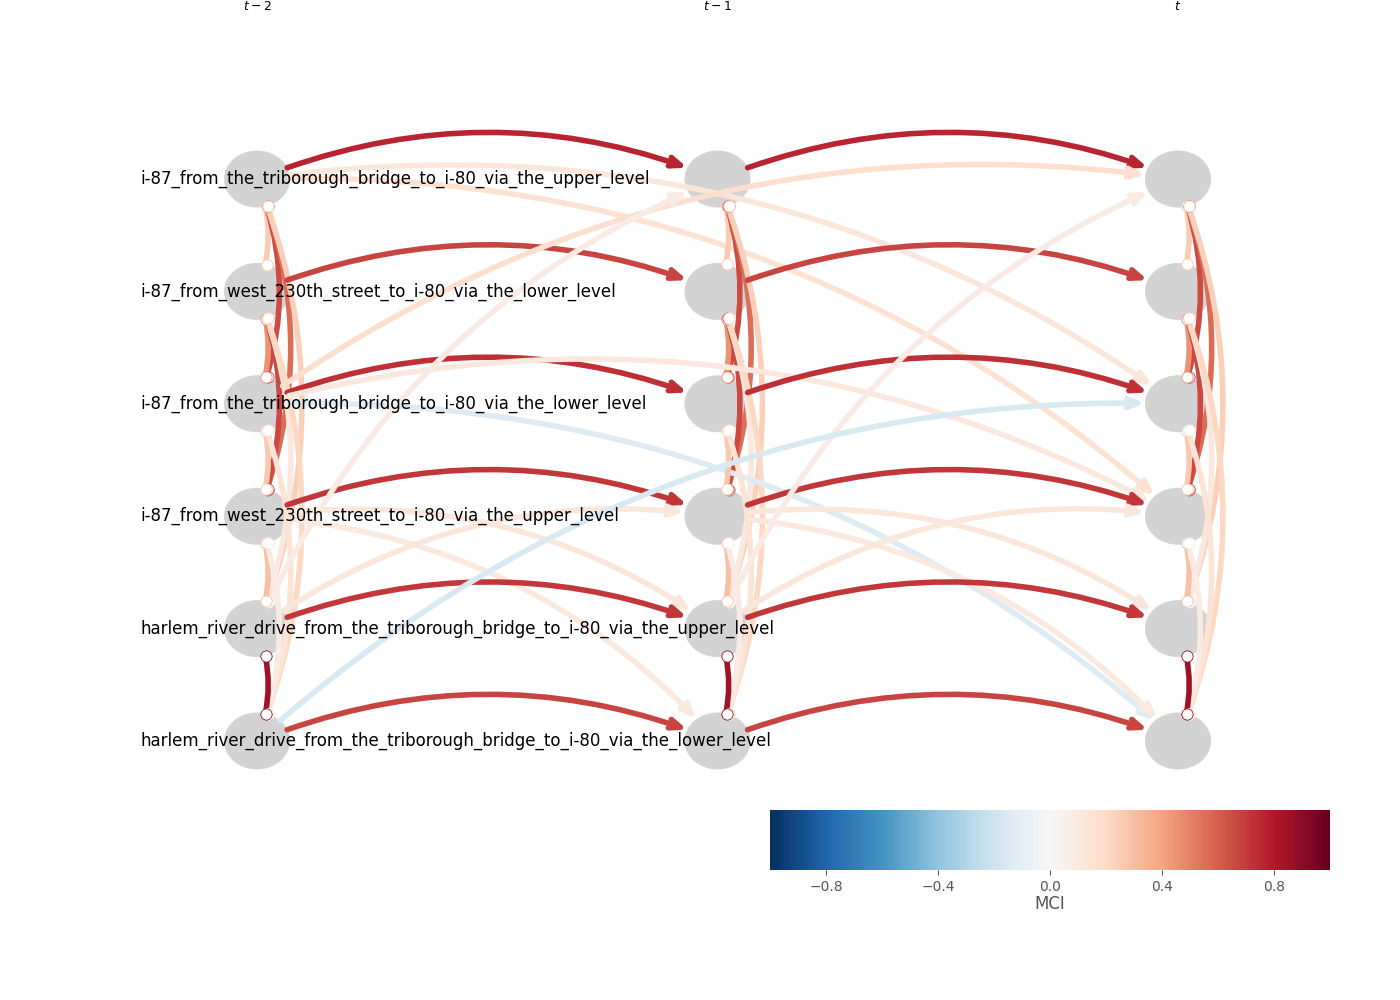 t − 2
t − 1
t
i-87_from_the_triborough_bridge_to_i-80_via_the_upper_level
i-87_from_west_230th_street_to_i-80_via_the_lower_level
i-87_from_the_triborough_bridge_to_i-80_via_the_lower_level
i-87_from_west_230th_street_to_i-80_via_the_upper_level
harlem_river_drive_from_the_triborough_bridge_to_i-80_via_the_upper_level
harlem_river_drive_from_the_triborough_bridge_to_i-80_via_the_lower_level
−0.8 −0.4 0.0 0.4 0.8
MCI